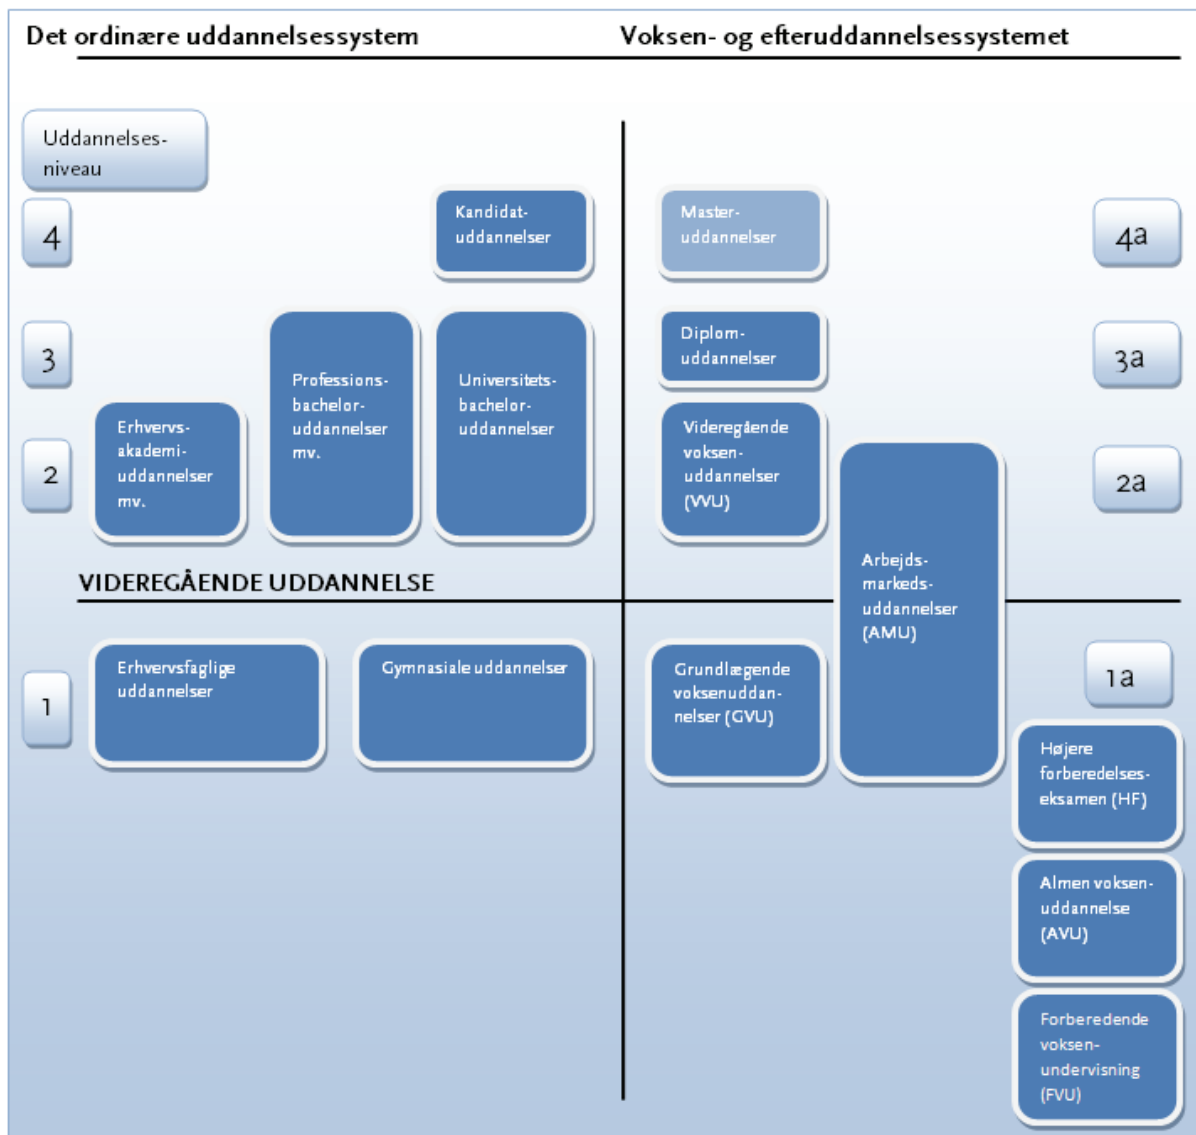 Det ordinære uddannelsessystem
Voksen- og efteruddannelsessystemet
Uddannelses-
niveau
4
Kandidat-
uddannelser
Master-
uddannelser
4a
3
Professions-
bachelor-
uddannelser
mv.
Universitets-
bachelor-
uddannelser
Diplom-
uddannelser
3a
2
Erhvervs-
akademi-
uddannelser
mv.
Videregående
voksen-
uddannelser
(VVU)
2a
Arbejds-
markeds-
uddannelser
(AMU)
VIDEREGÅENDE UDDANNELSE
1
Erhvervsfaglige
uddannelser
Gymnasiale uddannelser
Grundlægende
voksenuddan-
nelser (GVU)
1a
Højere
forberedelses-
eksamen (HF)
Almen voksen-
uddannelse
(AVU)
Forberedende
voksen-
undervisning
(FVU)